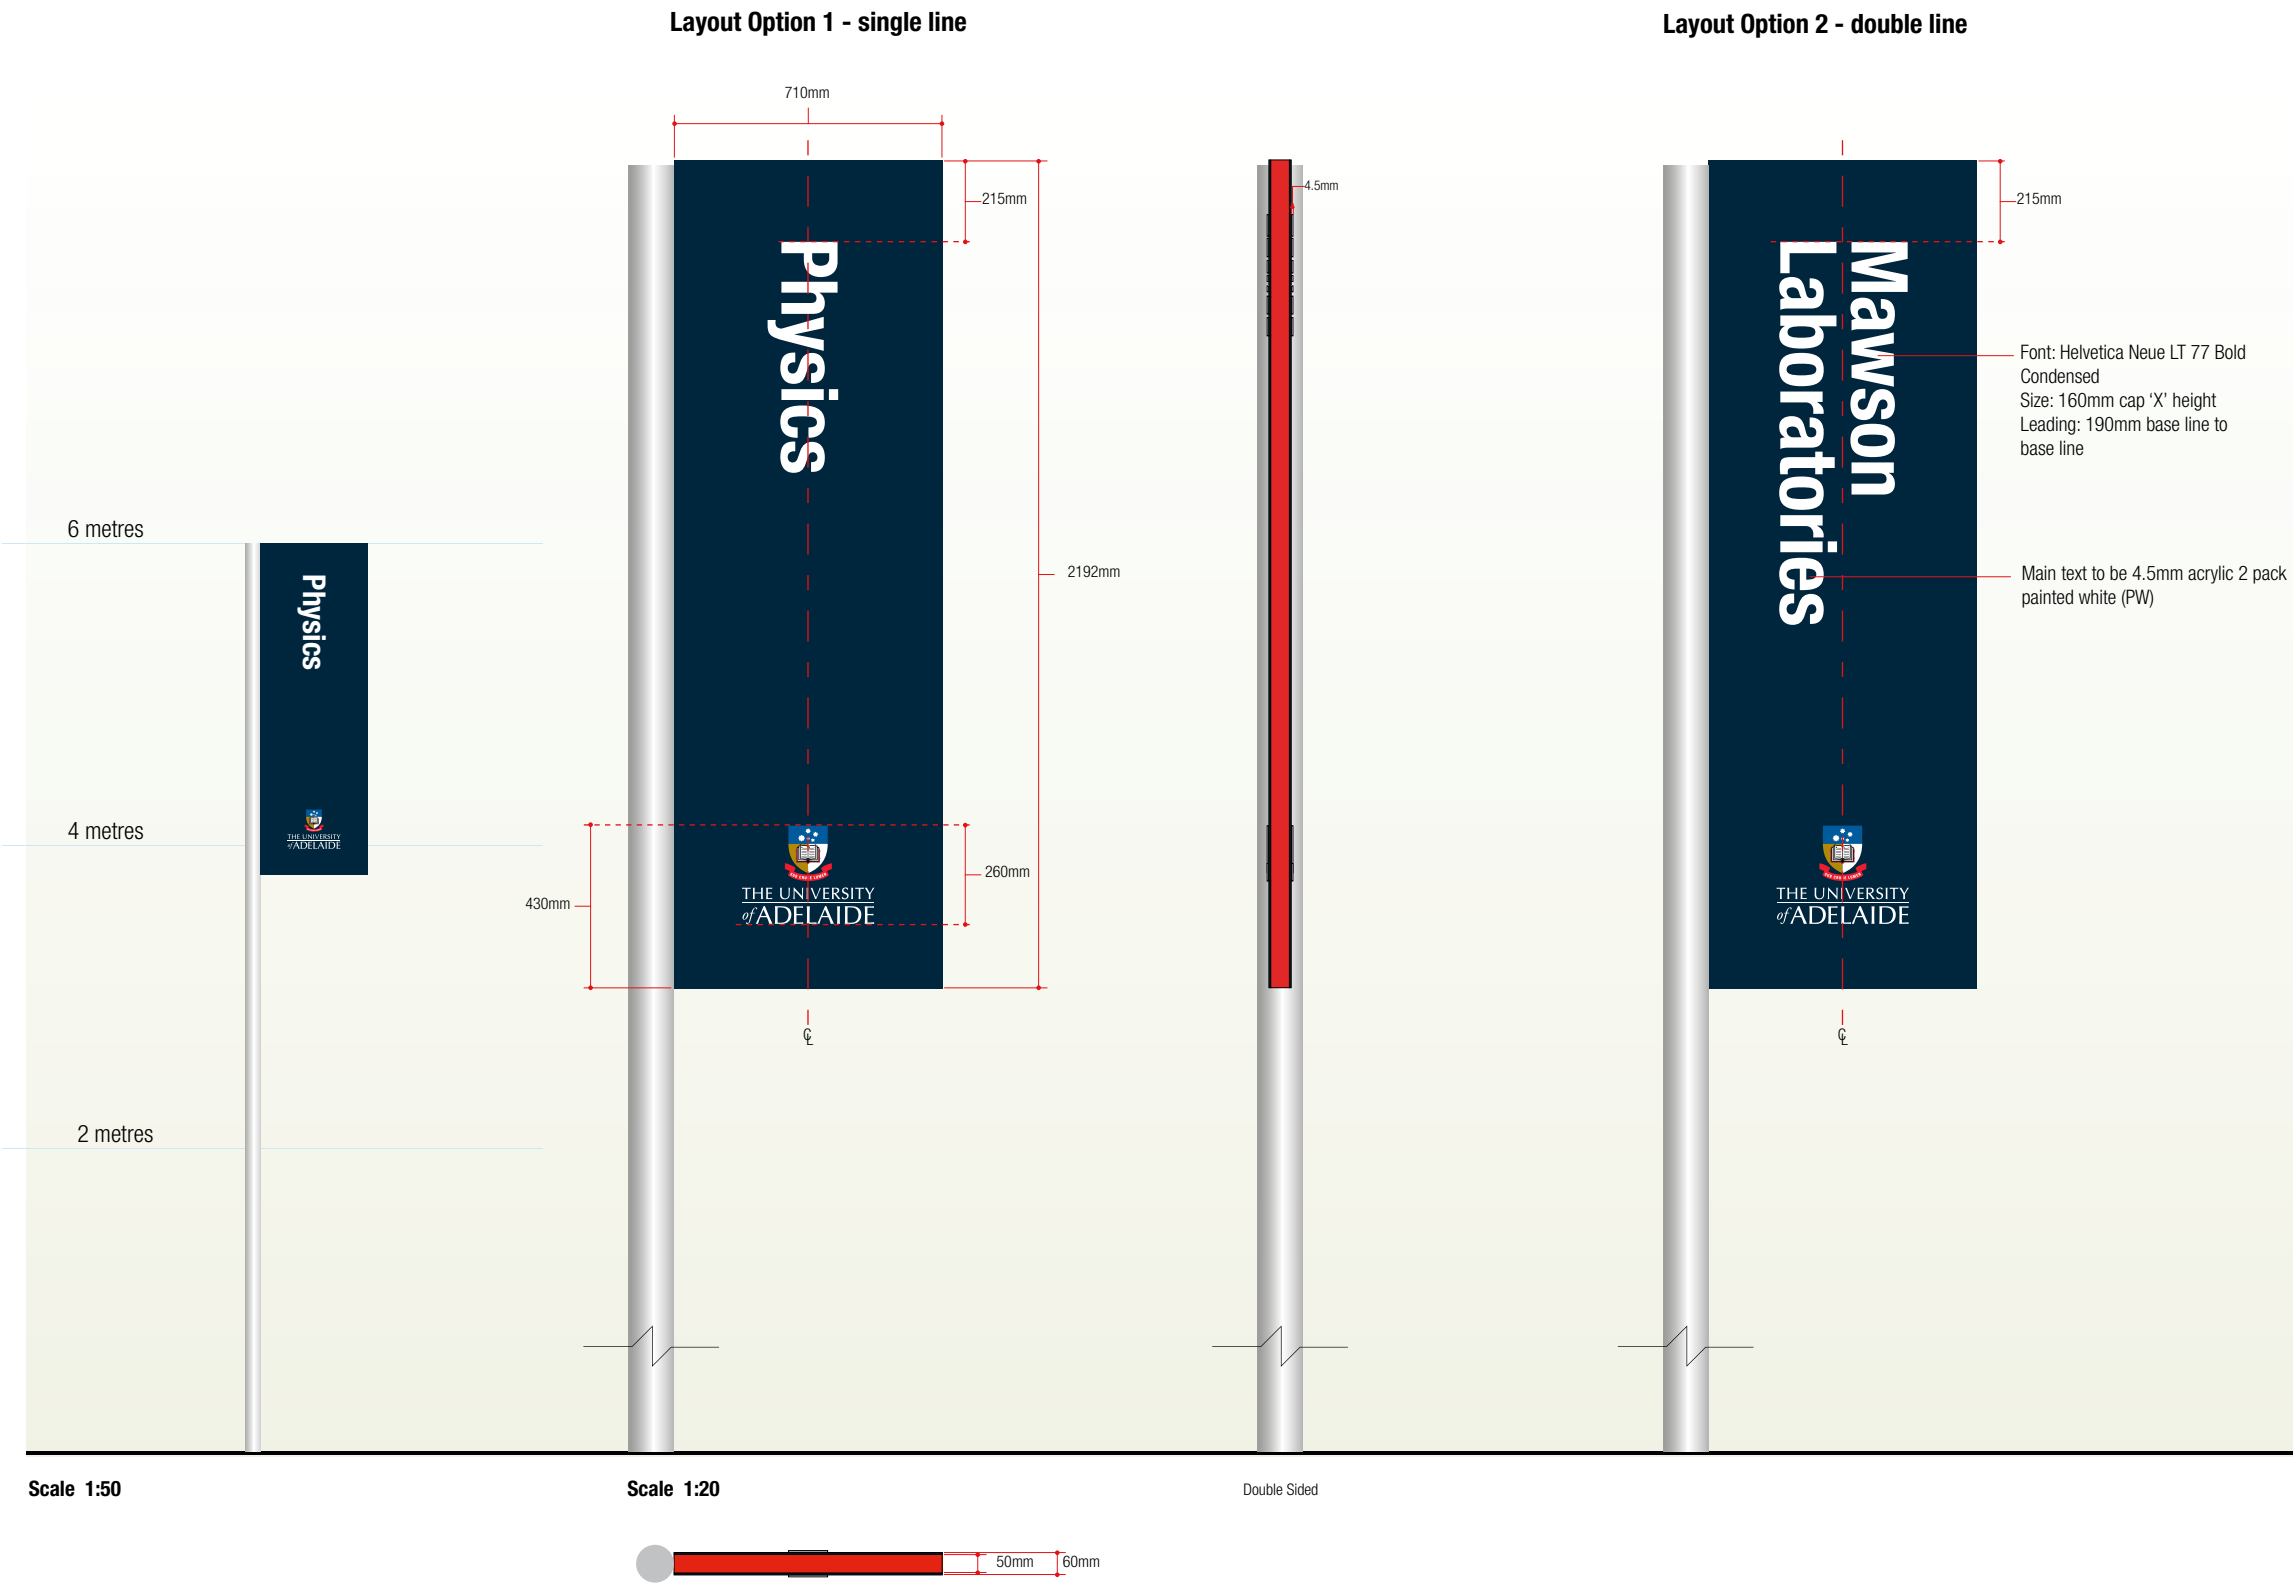 Layout Option 1 - single line
Layout Option 2 - double line
710mm
215mm
4.5mm
215mm
Physics
Mawson
Laboratories
Font: Helvetica Neue LT 77 Bold
Condensed
Size: 160mm cap ‘X’ height
Leading: 190mm base line to
base line
6 metres
Physics
2192mm
Main text to be 4.5mm acrylic 2 pack
painted white (PW)
4 metres
THE UNIVERSITY
of ADELAIDE
430mm
260mm
THE UNIVERSITY
of ADELAIDE
THE UNIVERSITY
of ADELAIDE
℄
℄
2 metres
Scale 1:50
Scale 1:20
Double Sided
50mm
60mm